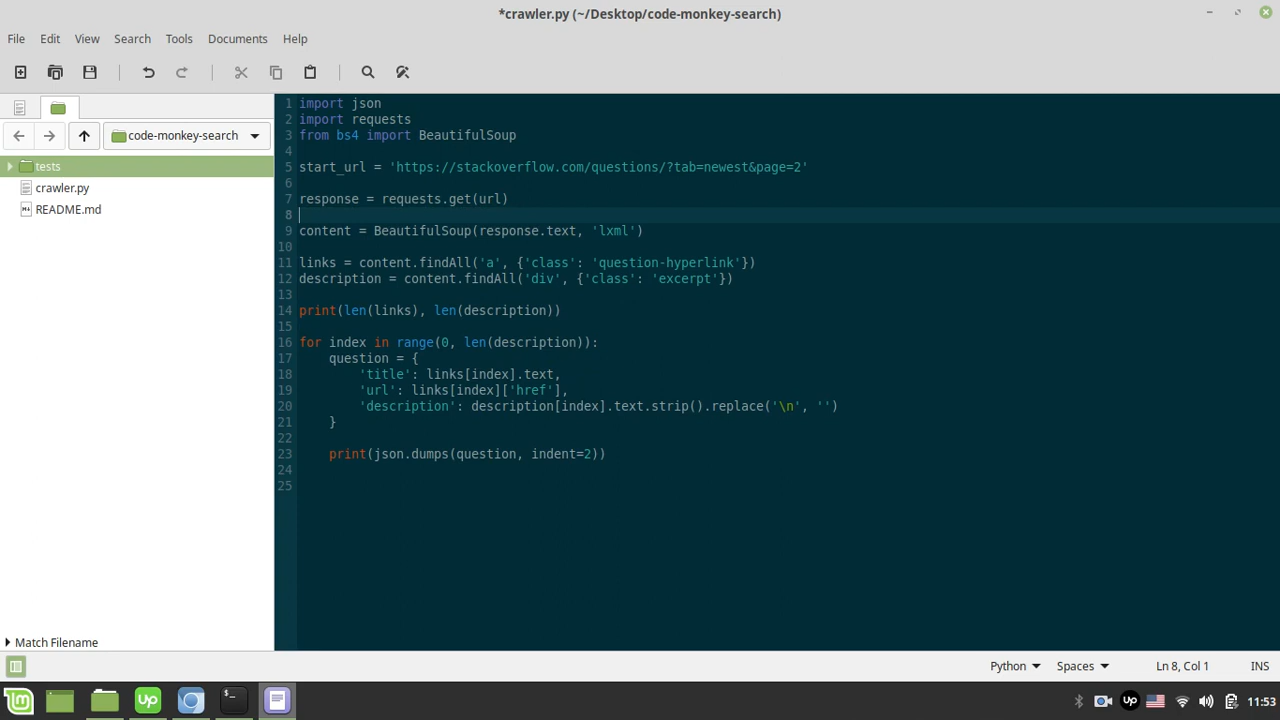 *crawler.py (~/Desktop/code-monkey-search)
File Edit View Search Tools Documents Help
code-monkey-search
tests
crawler.py
README.md
Match Filename
1 import json
2 import requests
3 from bs4 import BeautifulSoup
4
5 start_url = 'https://stackoverflow.com/questions/?tab=newest&page=2'
6
7 response = requests.get(url)
8
9 content = BeautifulSoup(response.text, 'lxml')
10
11 links = content.findAll('a', {'class': 'question-hyperlink'})
12 description = content.findAll('div', {'class': 'excerpt'})
13
14 print(len(links), len(description))
15
16 for index in range(0, len(description)):
17     question = {
18         'title': links[index].text,
19         'url': links[index]['href'],
20         'description': description[index].text.strip().replace('\n', '')
21     }
22
23     print(json.dumps(question, indent=2))
24
25
Python Spaces Ln 8, Col 1 INS
up UP 11:53